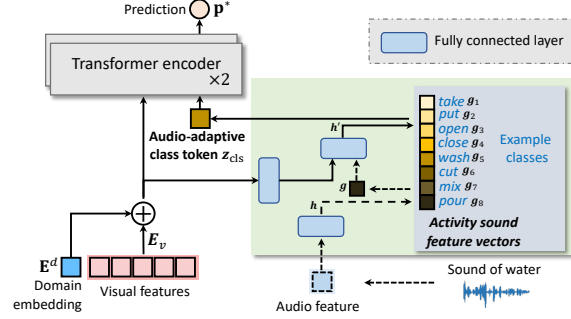 Prediction p*
Transformer encoder
×2
Fully connected layer
Audio-adaptive
class token z_cls
h'
g
h
take g₁
put g₂
open g₃
close g₄
wash g₅
cut g₆
mix g₇
pour g₈
Example
classes
Activity sound
feature vectors
E_v
E^d
Domain
embedding
Visual features
Audio feature
Sound of water